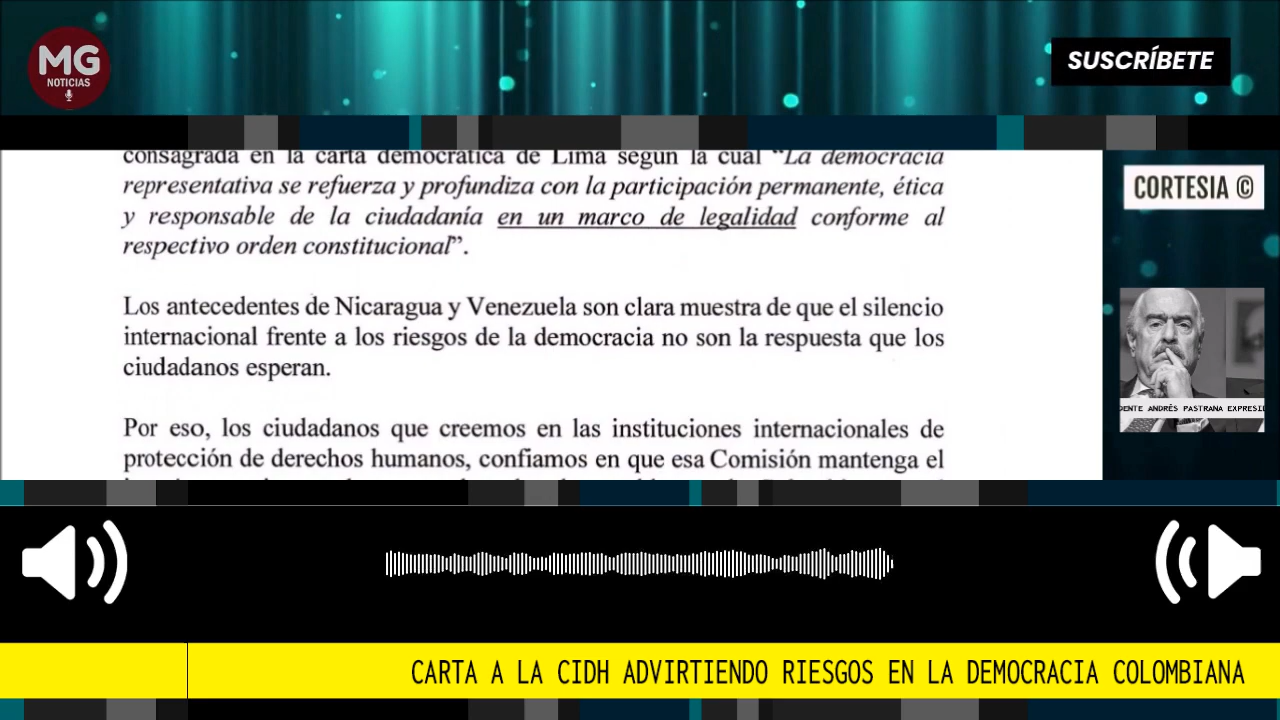 MG
NOTICIAS
SUSCRÍBETE
consagrada en la carta democrática de Lima según la cual “La democracia
representativa se refuerza y profundiza con la participación permanente, ética
y responsable de la ciudadanía en un marco de legalidad conforme al
respectivo orden constitucional”.
Los antecedentes de Nicaragua y Venezuela son clara muestra de que el silencio
internacional frente a los riesgos de la democracia no son la respuesta que los
ciudadanos esperan.
Por eso, los ciudadanos que creemos en las instituciones internacionales de
protección de derechos humanos, confiamos en que esa Comisión mantenga el
CORTESIA ©
DENTE ANDRÉS PASTRANA EXPRESI
CARTA A LA CIDH ADVIRTIENDO RIESGOS EN LA DEMOCRACIA COLOMBIANA